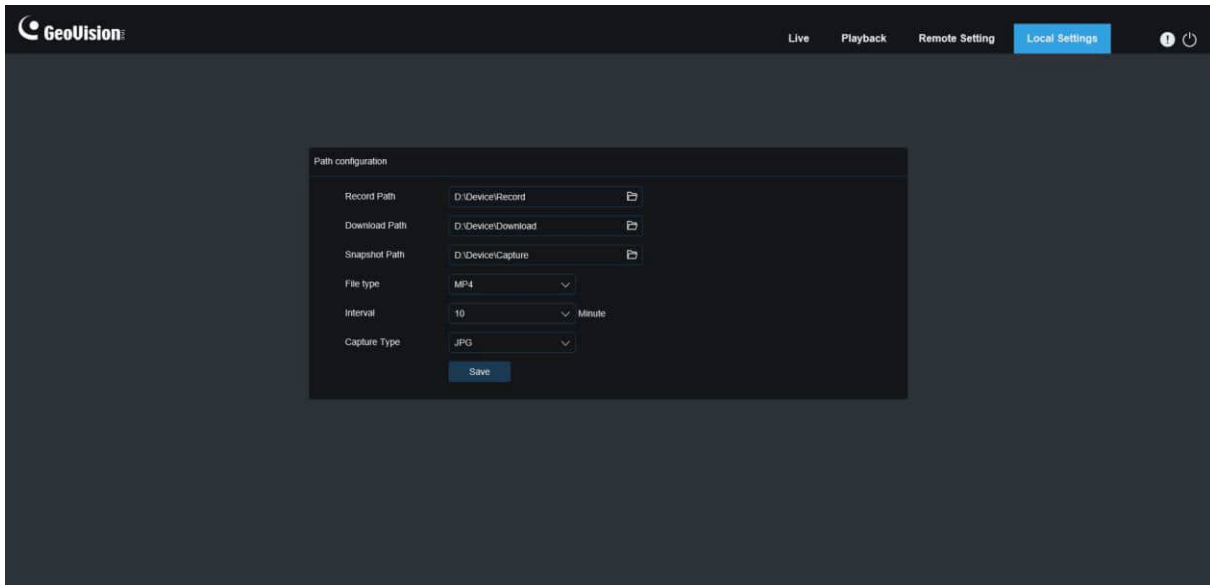 GeoVision
Live Playback Remote Setting Local Settings
Path configuration
Record Path D:\Device\Record
Download Path D:\Device\Download
Snapshot Path D:\Device\Capture
File type MP4
Interval 10 Minute
Capture Type JPG
Save